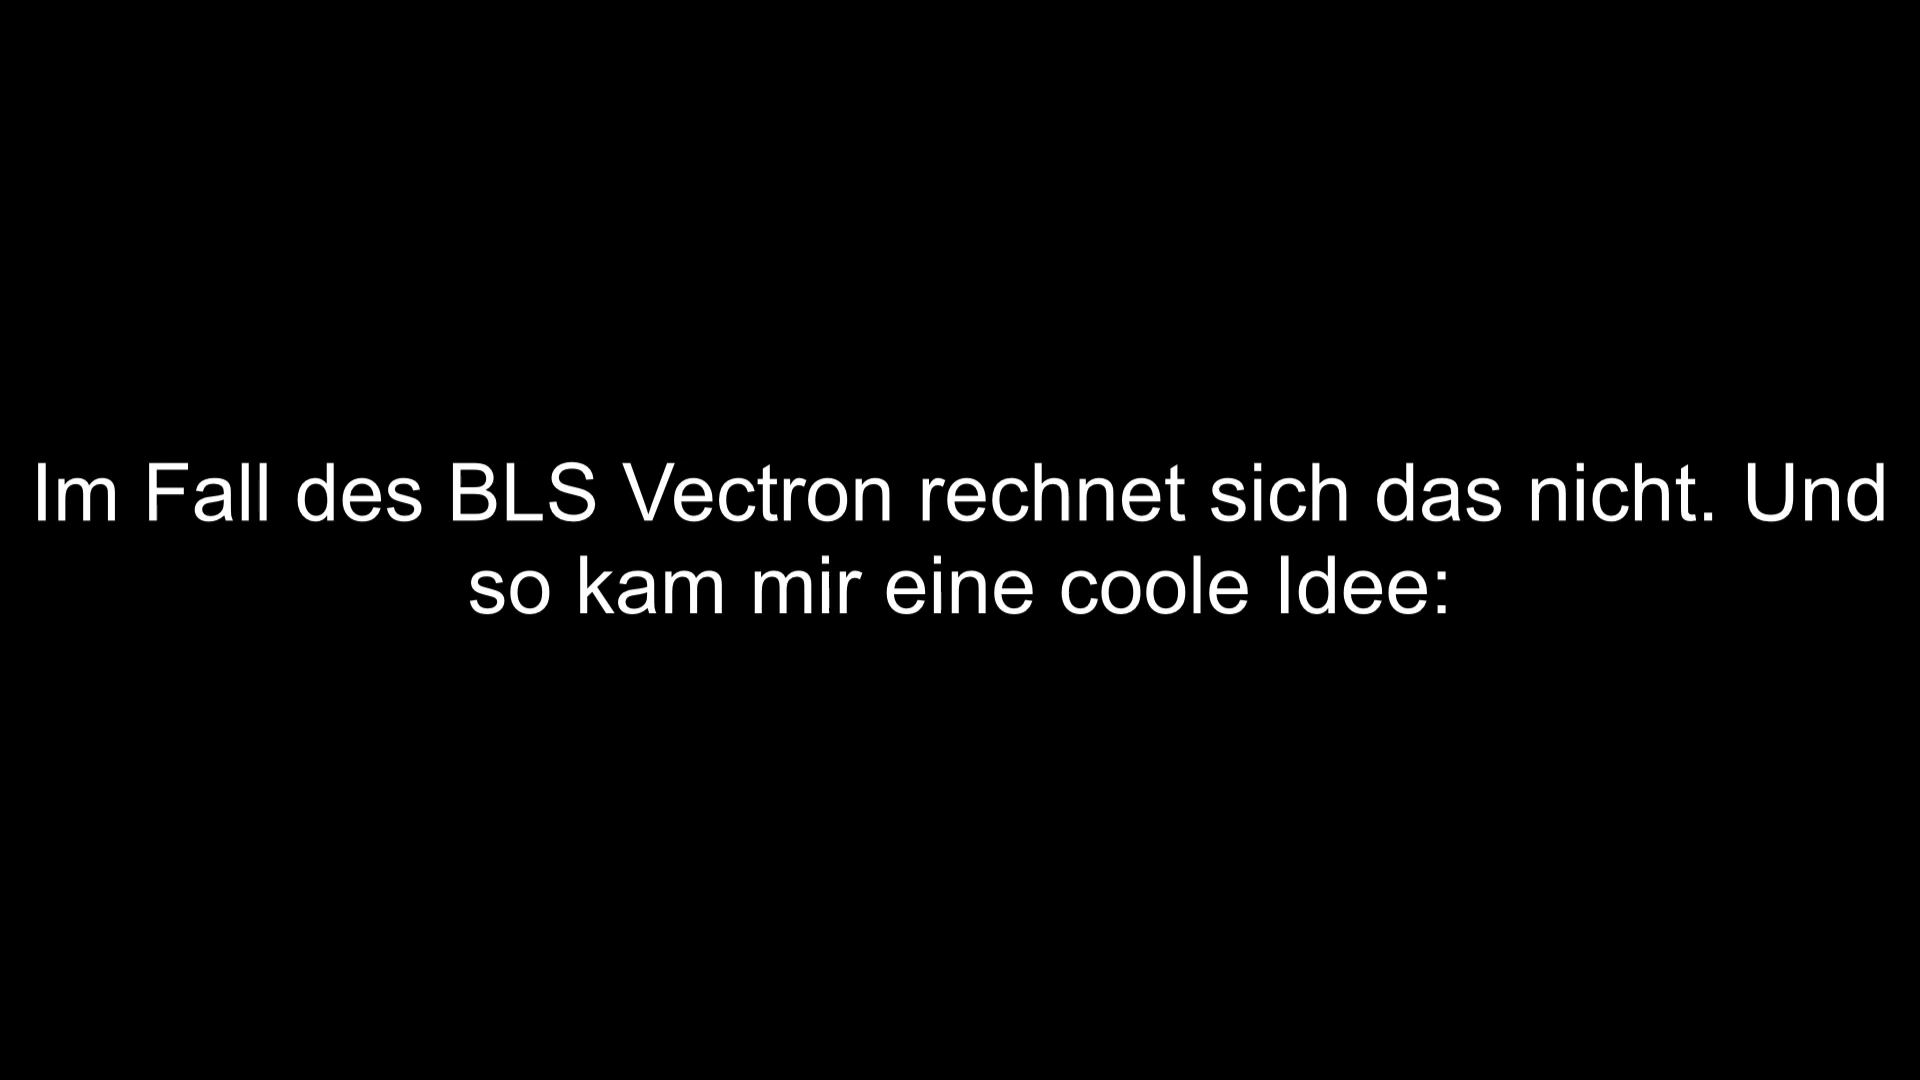 Im Fall des BLS Vectron rechnet sich das nicht. Und
so kam mir eine coole Idee: